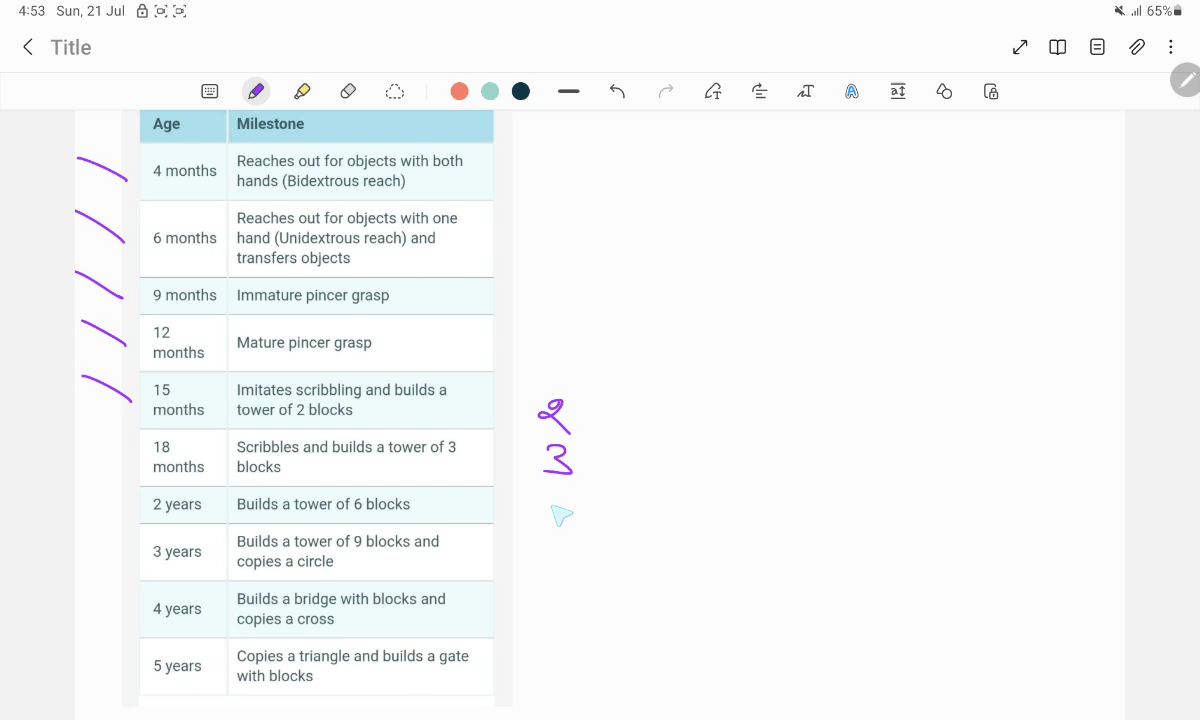 4:53 Sun, 21 Jul 65%
Title
Age Milestone
4 months Reaches out for objects with both
hands (Bidextrous reach)
6 months Reaches out for objects with one
hand (Unidextrous reach) and
transfers objects
9 months Immature pincer grasp
12
months Mature pincer grasp
15 Imitates scribbling and builds a
months tower of 2 blocks
18 Scribbles and builds a tower of 3
months blocks
2 years Builds a tower of 6 blocks
3 years Builds a tower of 9 blocks and
copies a circle
4 years Builds a bridge with blocks and
copies a cross
5 years Copies a triangle and builds a gate
with blocks
2
3